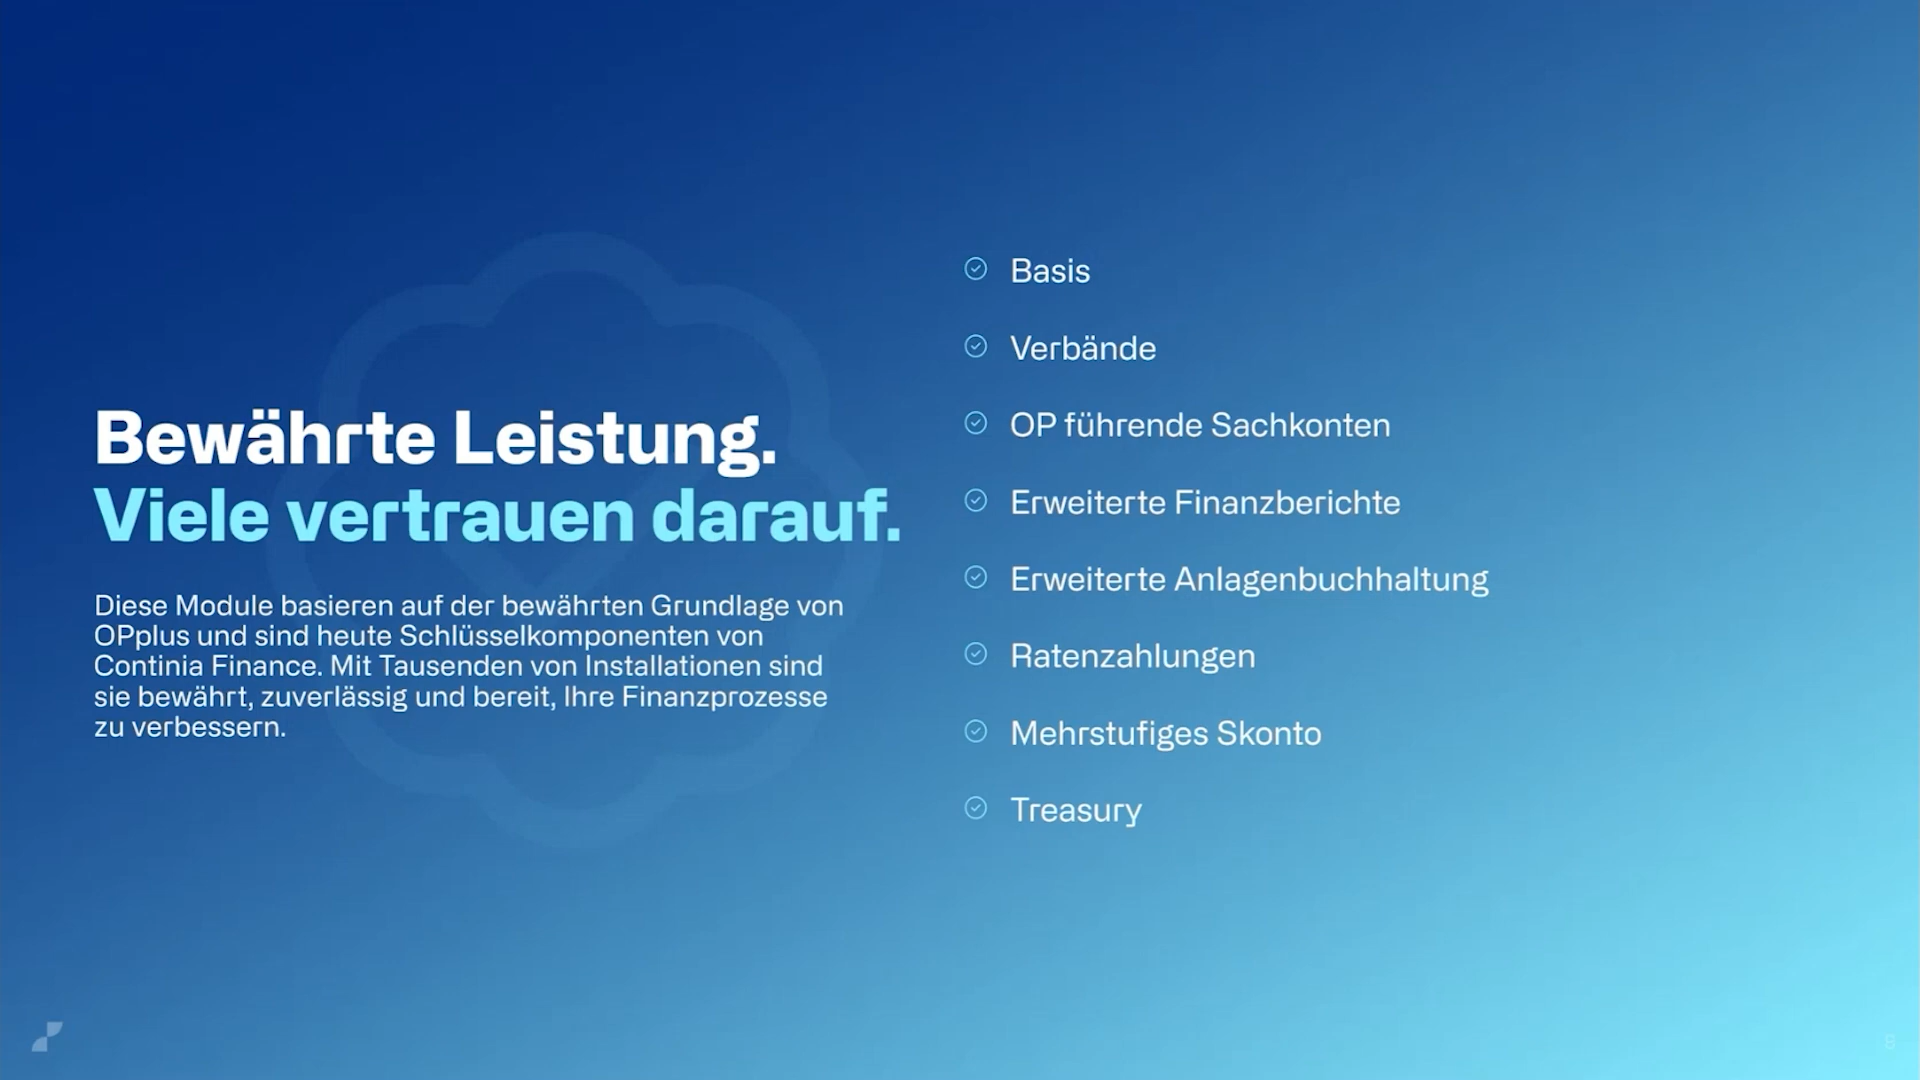 Bewährte Leistung.
Viele vertrauen darauf.
Diese Module basieren auf der bewährten Grundlage von
OPplus und sind heute Schlüsselkomponenten von
Continia Finance. Mit Tausenden von Installationen sind
sie bewährt, zuverlässig und bereit, Ihre Finanzprozesse
zu verbessern.
Basis
Verbände
OP führende Sachkonten
Erweiterte Finanzberichte
Erweiterte Anlagenbuchhaltung
Ratenzahlungen
Mehrstufiges Skonto
Treasury